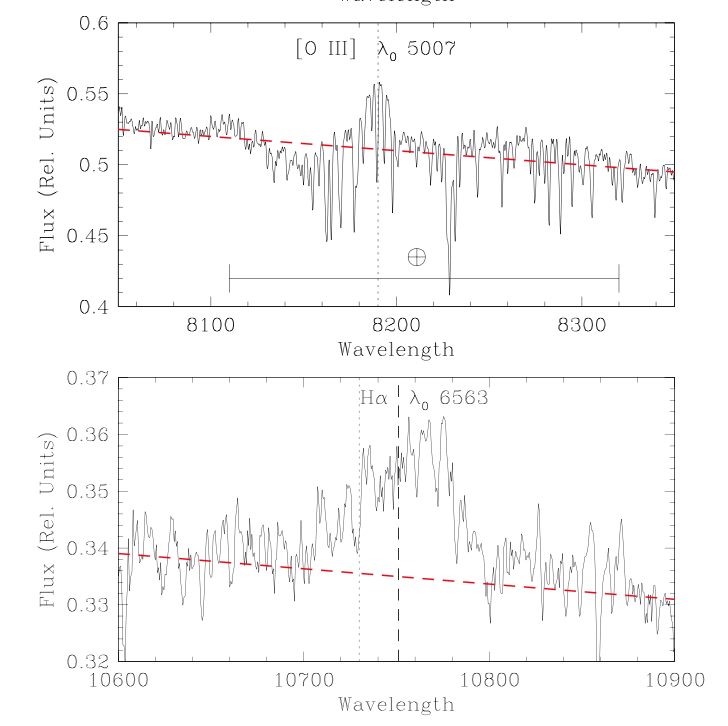 Wavelength
0.6
[O III] λ₀ 5007
0.55
0.5
0.45
0.4
Flux (Rel. Units)
8100 8200 8300
Wavelength
0.37
Hα λ₀ 6563
0.36
0.35
0.34
0.33
0.32
Flux (Rel. Units)
10600 10700 10800 10900
Wavelength